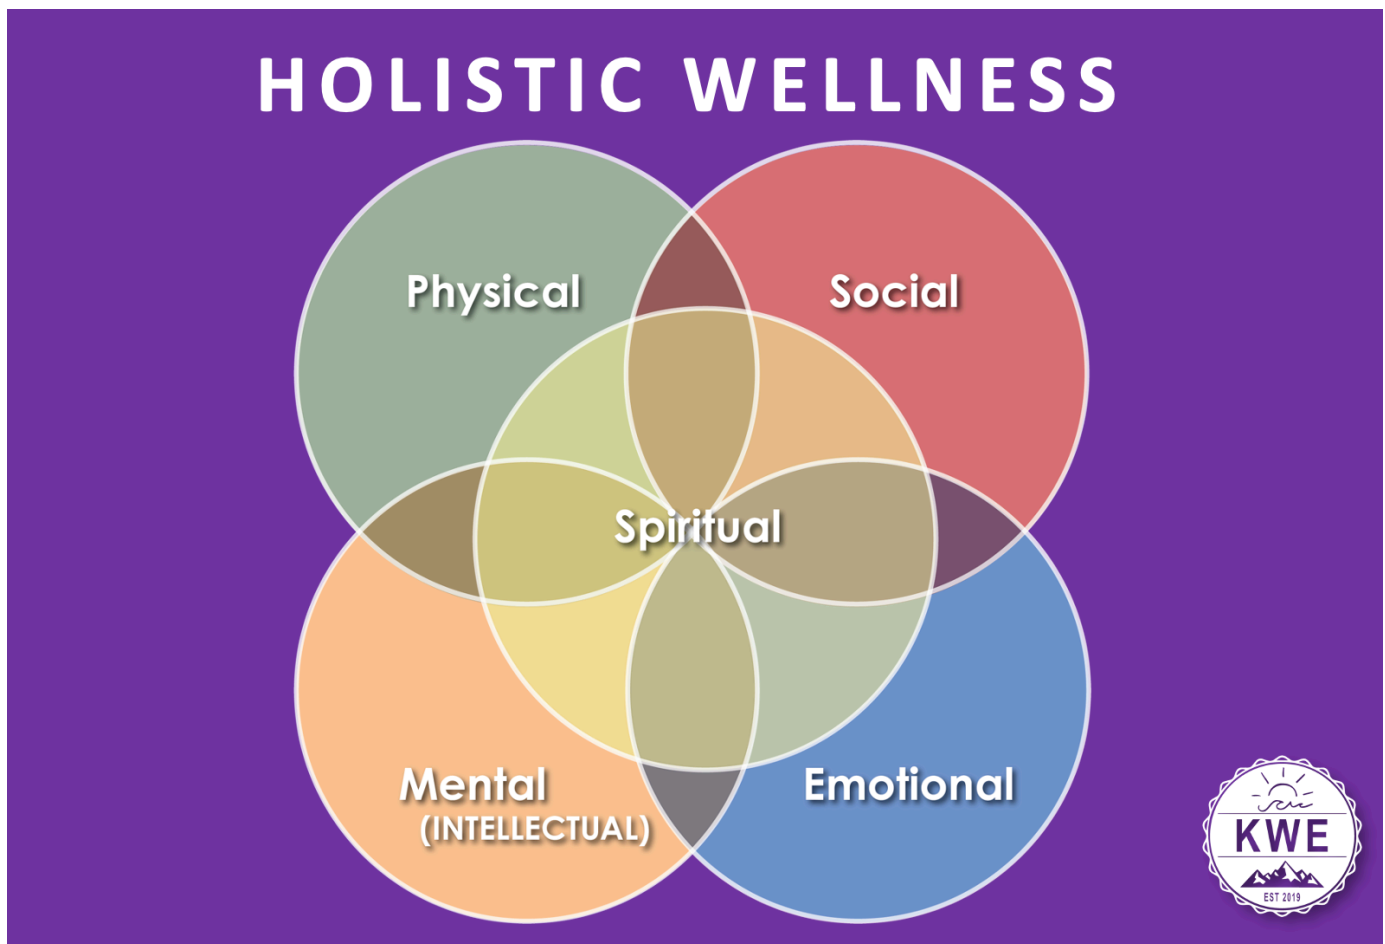 HOLISTIC WELLNESS
Physical
Social
Spiritual
Mental
(INTELLECTUAL)
Emotional
KWE
EST 2019